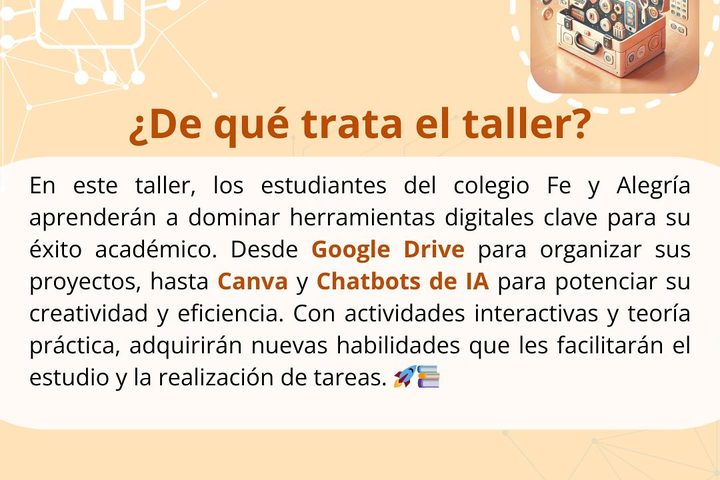 AI
¿De qué trata el taller?
En este taller, los estudiantes del colegio Fe y Alegría
aprenderán a dominar herramientas digitales clave para su
éxito académico. Desde Google Drive para organizar sus
proyectos, hasta Canva y Chatbots de IA para potenciar su
creatividad y eficiencia. Con actividades interactivas y teoría
práctica, adquirirán nuevas habilidades que les facilitarán el
estudio y la realización de tareas. 🚀📚